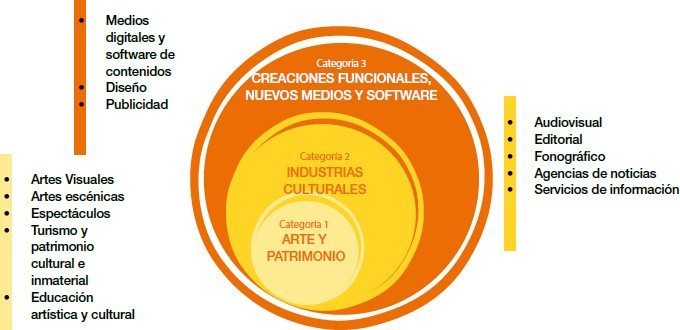 • Medios
digitales y
software de
contenidos
• Diseño
• Publicidad
• Artes Visuales
• Artes escénicas
• Espectáculos
• Turismo y
patrimonio
cultural e
inmaterial
• Educación
artística y cultural
Categoria 3
CREACIONES FUNCIONALES,
NUEVOS MEDIOS Y SOFTWARE
Categoría 2
INDUSTRIAS
CULTURALES
Categoría 1
ARTE Y
PATRIMONIO
• Audiovisual
• Editorial
• Fonográfico
• Agencias de noticias
• Servicios de información